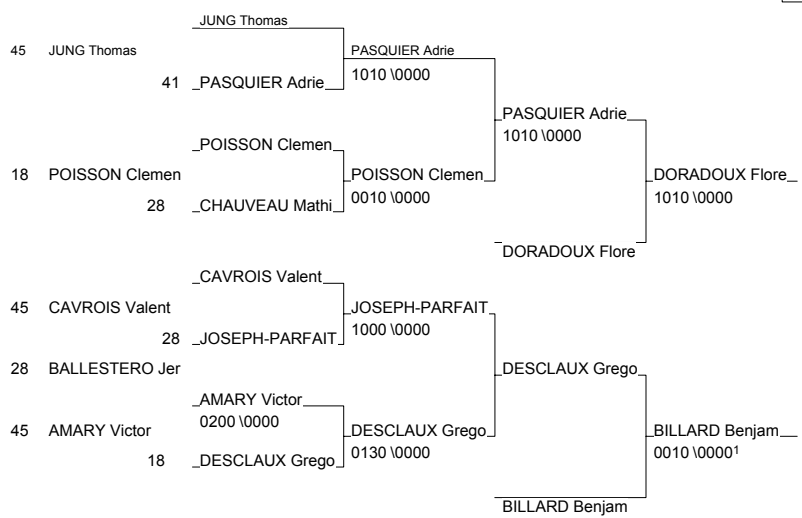 JUNG Thomas
45 JUNG Thomas PASQUIER Adrie
41 PASQUIER Adrie 1010 \0000
PASQUIER Adrie
1010 \0000
POISSON Clemen
18 POISSON Clemen POISSON Clemen DORADOUX Flore
28 CHAUVEAU Mathi 0010 \0000 1010 \0000
DORADOUX Flore
CAVROIS Valent
45 CAVROIS Valent JOSEPH-PARFAIT
28 JOSEPH-PARFAIT 1000 \0000
28 BALLESTERO Jer DESCLAUX Grego
AMARY Victor
0200 \0000
45 AMARY Victor DESCLAUX Grego BILLARD Benjam
18 DESCLAUX Grego 0130 \0000 0010 \0000¹
BILLARD Benjam